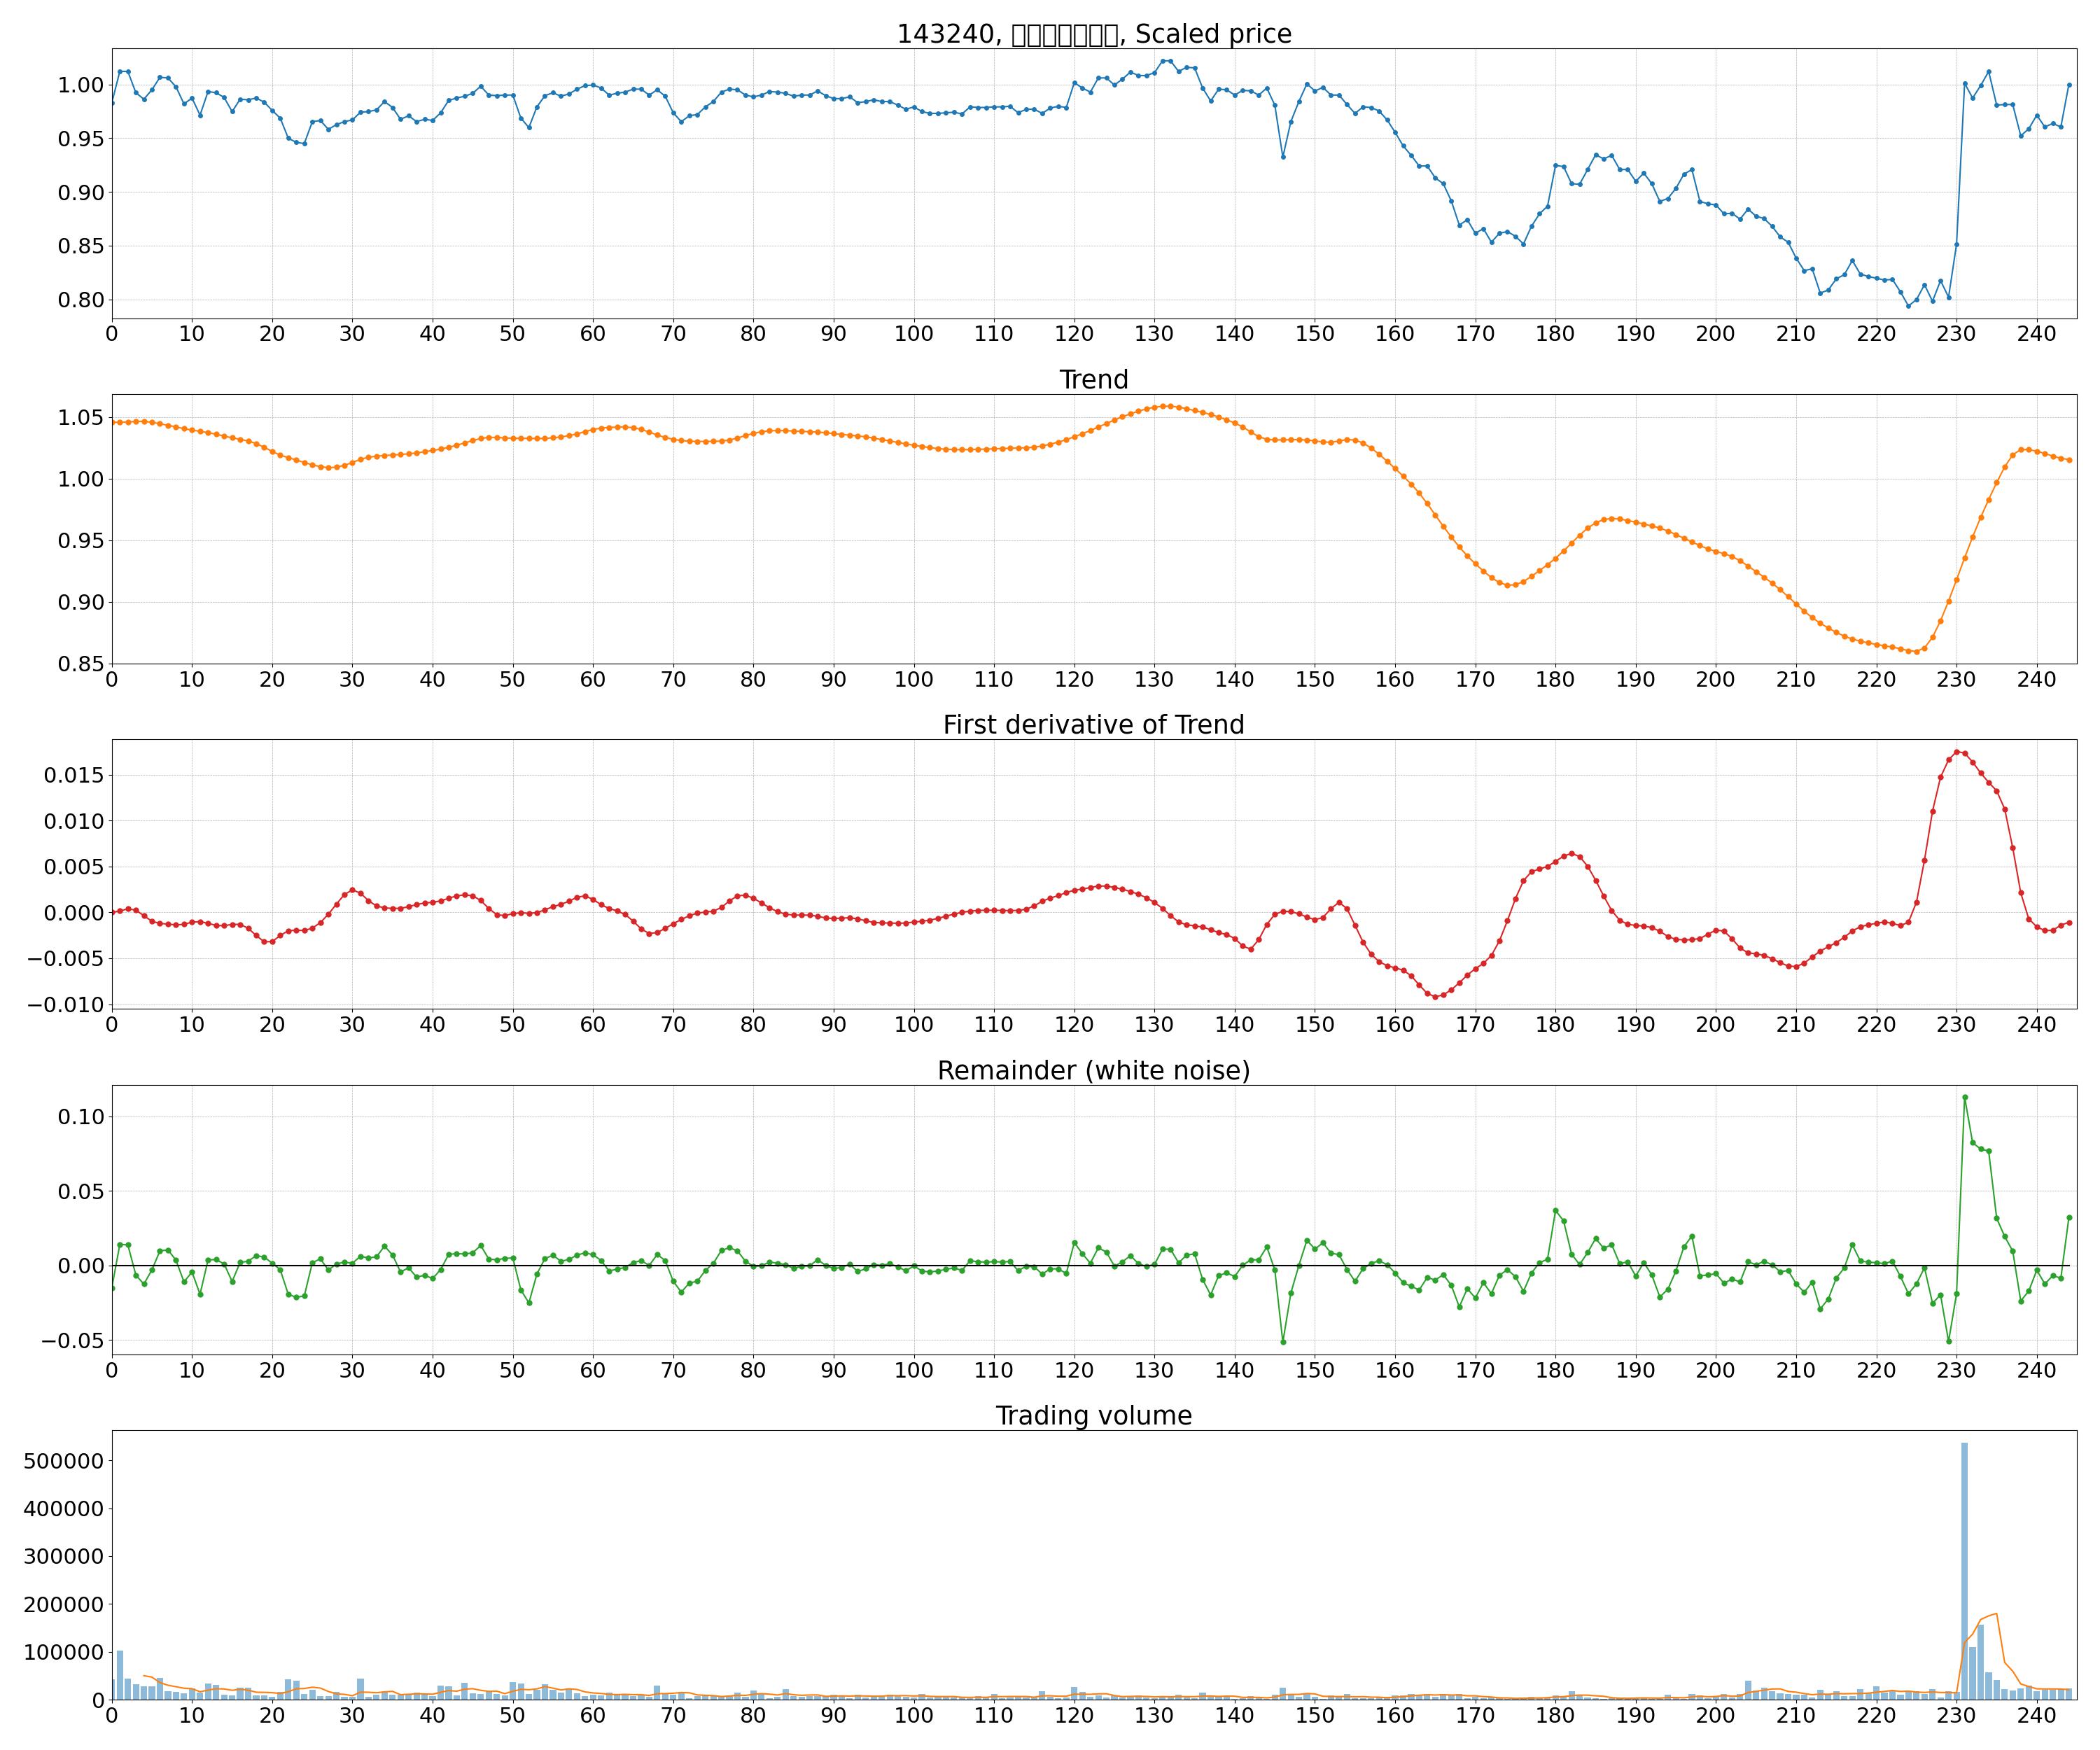 143240, □□□□□□□, Scaled price
1.00
0.95
0.90
0.85
0.80
0 10 20 30 40 50 60 70 80 90 100 110 120 130 140 150 160 170 180 190 200 210 220 230 240
Trend
1.05
1.00
0.95
0.90
0.85
0 10 20 30 40 50 60 70 80 90 100 110 120 130 140 150 160 170 180 190 200 210 220 230 240
First derivative of Trend
0.015
0.010
0.005
0.000
−0.005
−0.010
0 10 20 30 40 50 60 70 80 90 100 110 120 130 140 150 160 170 180 190 200 210 220 230 240
Remainder (white noise)
0.10
0.05
0.00
−0.05
0 10 20 30 40 50 60 70 80 90 100 110 120 130 140 150 160 170 180 190 200 210 220 230 240
Trading volume
500000
400000
300000
200000
100000
0
0 10 20 30 40 50 60 70 80 90 100 110 120 130 140 150 160 170 180 190 200 210 220 230 240